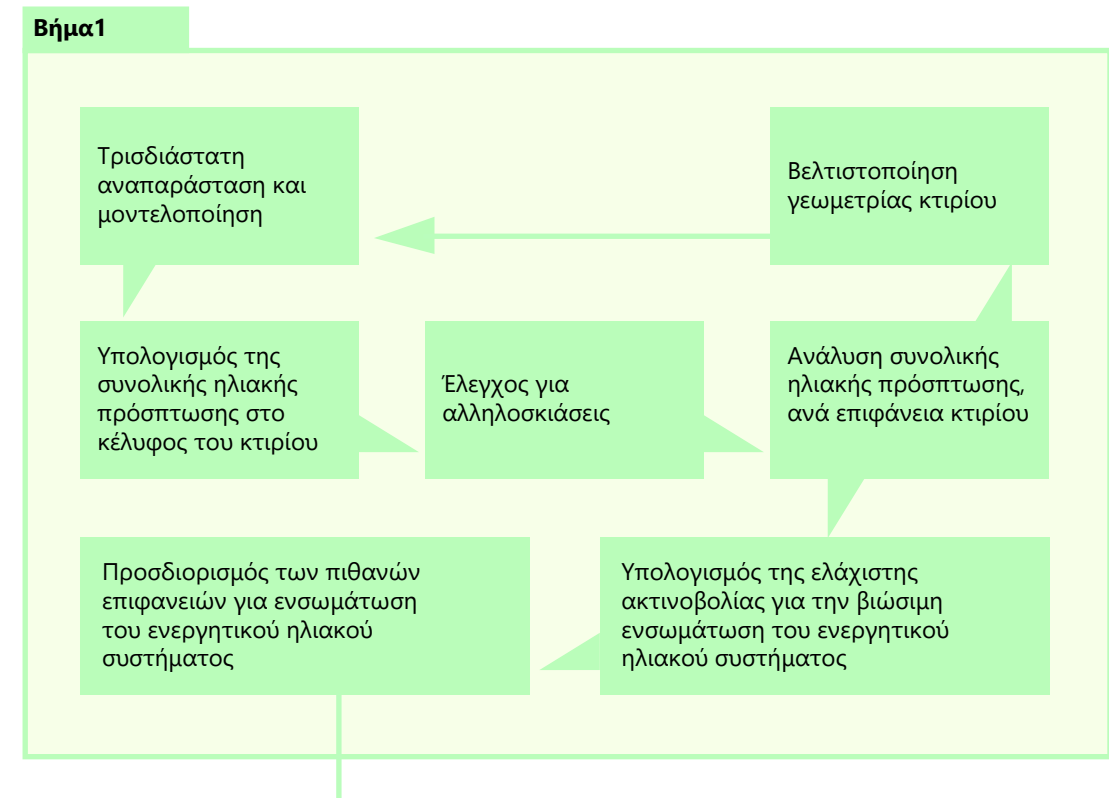 Βήμα1
Τρισδιάστατη
αναπαράσταση και
μοντελοποίηση
Βελτιστοποίηση
γεωμετρίας κτιρίου
Υπολογισμός της
συνολικής ηλιακής
πρόσπτωσης στο
κέλυφος του κτιρίου
Έλεγχος για
αλληλοσκιάσεις
Ανάλυση συνολικής
ηλιακής πρόσπτωσης,
ανά επιφάνεια κτιρίου
Προσδιορισμός των πιθανών
επιφανειών για ενσωμάτωση
του ενεργητικού ηλιακού
συστήματος
Υπολογισμός της ελάχιστης
ακτινοβολίας για την βιώσιμη
ενσωμάτωση του ενεργητικού
ηλιακού συστήματος